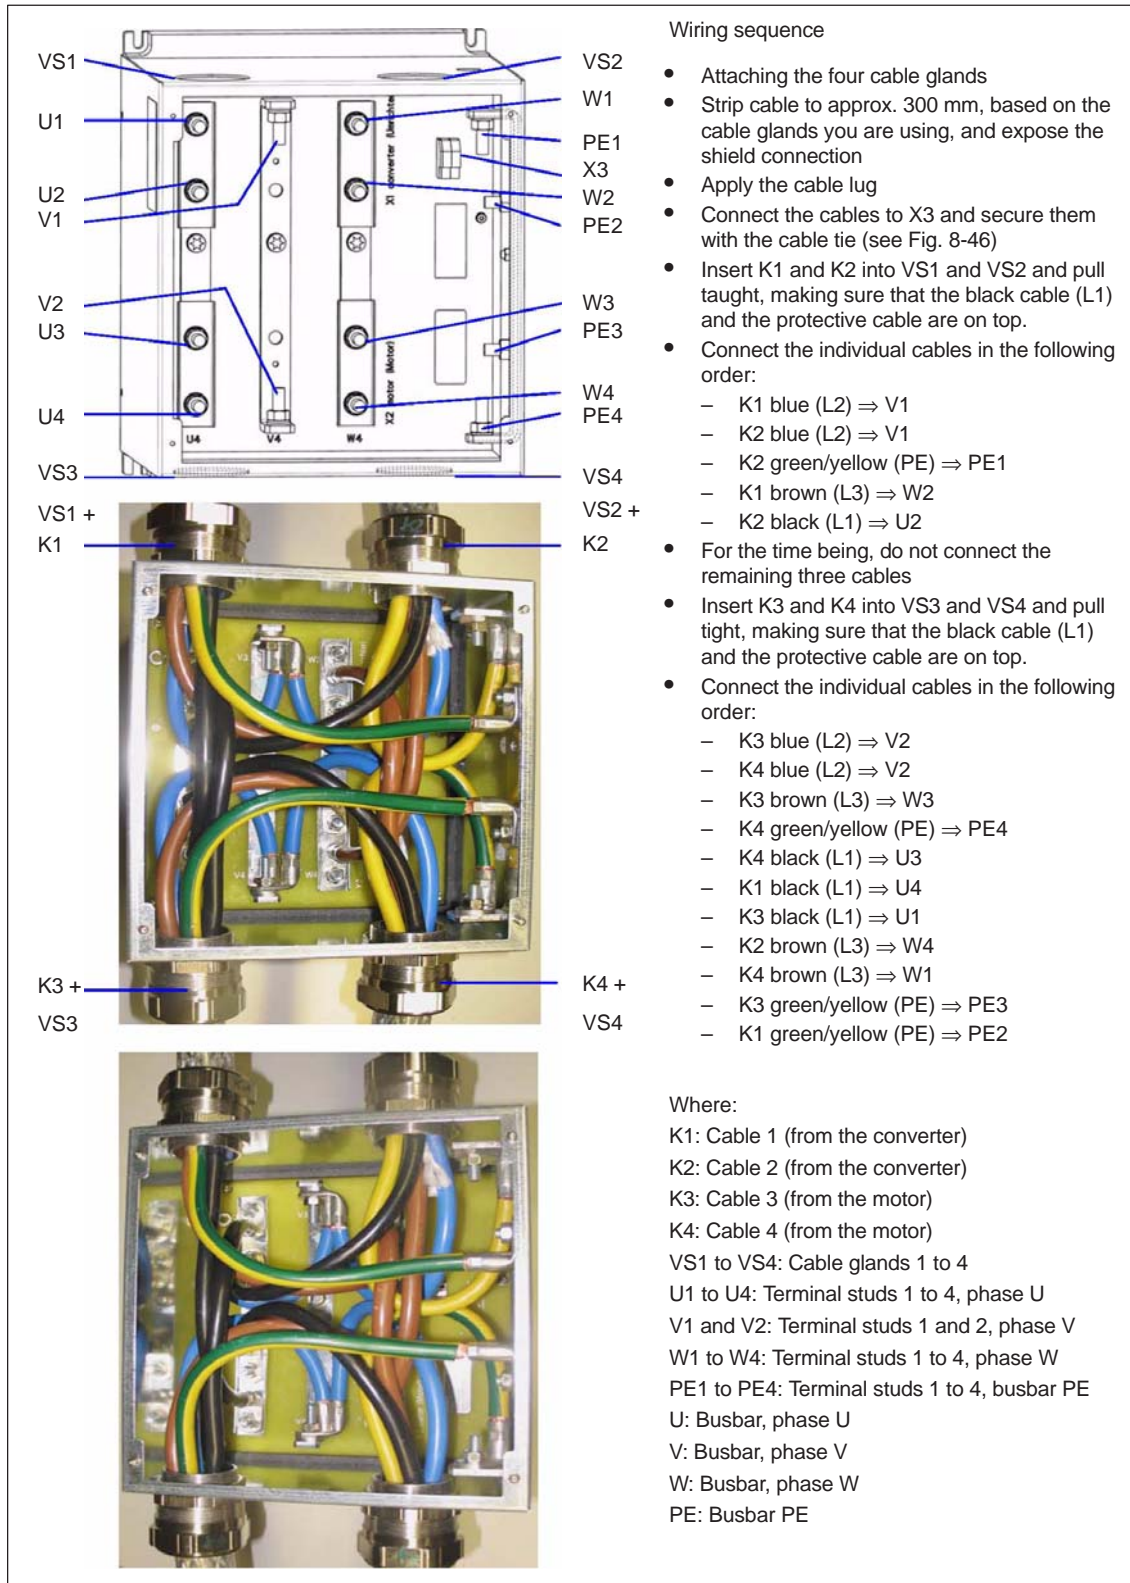 VS1
U1
U2
V1
V2
U3
U4
VS3
VS2
W1
PE1
X3
W2
PE2
W3
PE3
W4
PE4
VS4
X1 converter
X2 motor (Motor)
U4
V4
W4
VS1 +
K1
VS2 +
K2
K3 +
VS3
K4 +
VS4
Wiring sequence
• Attaching the four cable glands
• Strip cable to approx. 300 mm, based on the
cable glands you are using, and expose the
shield connection
• Apply the cable lug
• Connect the cables to X3 and secure them
with the cable tie (see Fig. 8-46)
• Insert K1 and K2 into VS1 and VS2 and pull
taught, making sure that the black cable (L1)
and the protective cable are on top.
• Connect the individual cables in the following
order:
– K1 blue (L2) ⇒ V1
– K2 blue (L2) ⇒ V1
– K2 green/yellow (PE) ⇒ PE1
– K1 brown (L3) ⇒ W2
– K2 black (L1) ⇒ U2
• For the time being, do not connect the
remaining three cables
• Insert K3 and K4 into VS3 and VS4 and pull
tight, making sure that the black cable (L1)
and the protective cable are on top.
• Connect the individual cables in the following
order:
– K3 blue (L2) ⇒ V2
– K4 blue (L2) ⇒ V2
– K3 brown (L3) ⇒ W3
– K4 green/yellow (PE) ⇒ PE4
– K4 black (L1) ⇒ U3
– K1 black (L1) ⇒ U4
– K3 black (L1) ⇒ U1
– K2 brown (L3) ⇒ W4
– K4 brown (L3) ⇒ W1
– K3 green/yellow (PE) ⇒ PE3
– K1 green/yellow (PE) ⇒ PE2
Where:
K1: Cable 1 (from the converter)
K2: Cable 2 (from the converter)
K3: Cable 3 (from the motor)
K4: Cable 4 (from the motor)
VS1 to VS4: Cable glands 1 to 4
U1 to U4: Terminal studs 1 to 4, phase U
V1 and V2: Terminal studs 1 and 2, phase V
W1 to W4: Terminal studs 1 to 4, phase W
PE1 to PE4: Terminal studs 1 to 4, busbar PE
U: Busbar, phase U
V: Busbar, phase V
W: Busbar, phase W
PE: Busbar PE